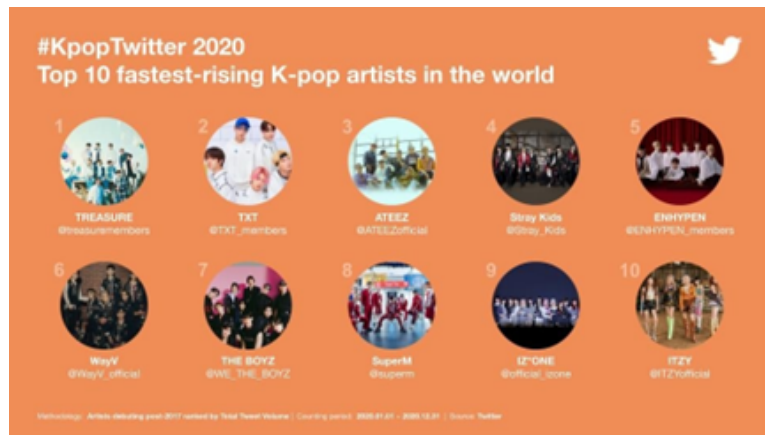 #KpopTwitter 2020
Top 10 fastest-rising K-pop artists in the world
1
2
3
4
5
TREASURE
TXT
ATEEZ
Stray Kids
ENHYPEN
@treasuremembers
@TXT_members
@ATEEZofficial
@Stray_Kids
@ENHYPEN_members
6
7
8
9
10
WayV
THE BOYZ
SuperM
IZ*ONE
ITZY
@WayV_official
@WE_THE_BOYZ
@superm
@official_izone
@ITZYofficial
Methodology: Artists debuting post-2017 ranked by Total Tweet Volume | Counting period: 2020.01.01 - 2020.12.31 | Source: Twitter